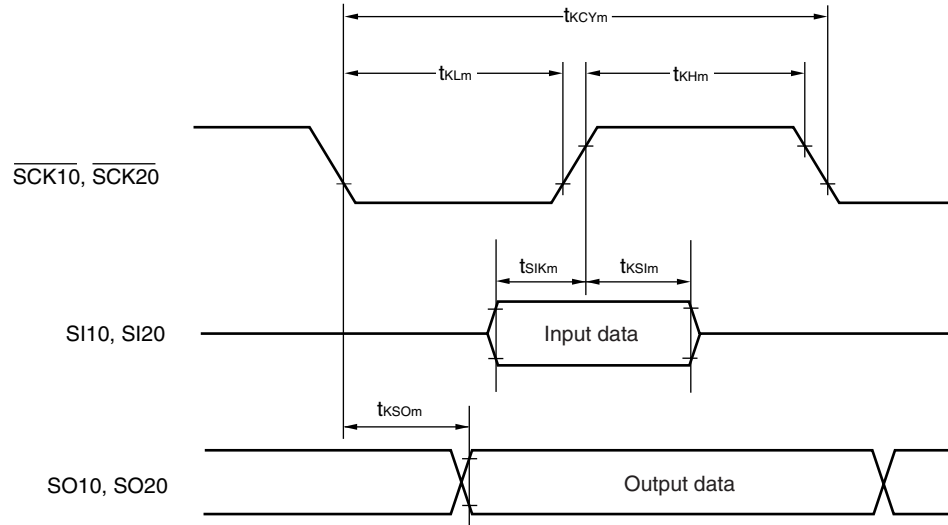 tKCYm
tKLm
tKHm
SCK10, SCK20
tSIKm
tKSIm
SI10, SI20
Input data
tKSOm
SO10, SO20
Output data